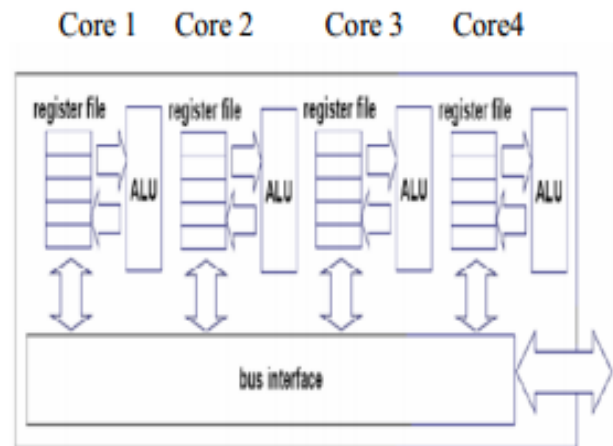 Core 1 Core 2 Core 3 Core4
register file register file register file register file
ALU ALU ALU ALU
bus interface